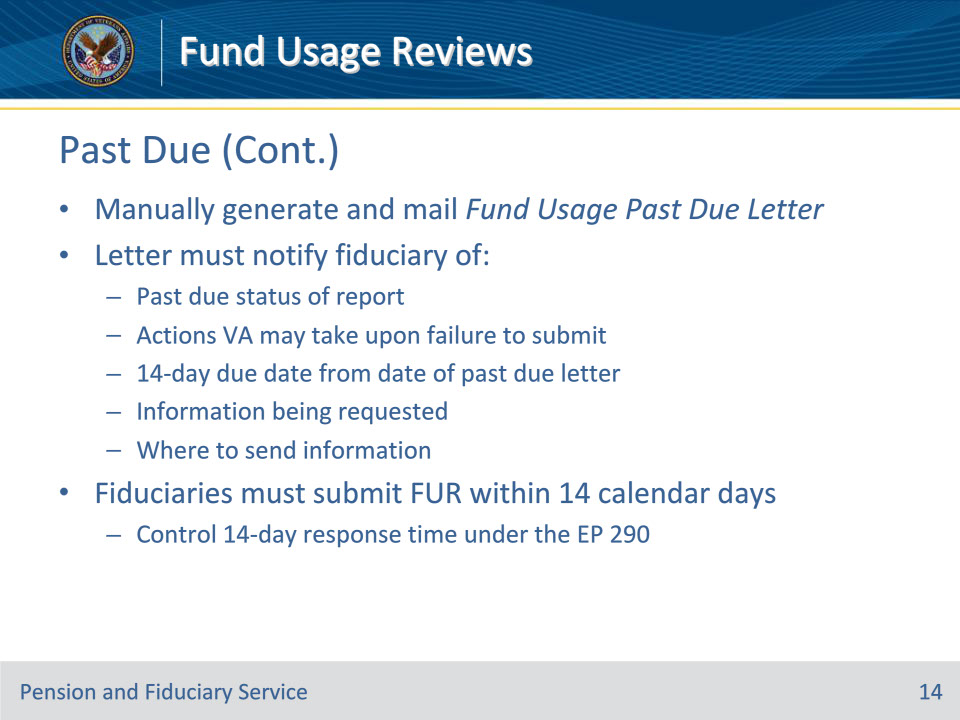 Fund Usage Reviews
Past Due (Cont.)
• Manually generate and mail Fund Usage Past Due Letter
• Letter must notify fiduciary of:
– Past due status of report
– Actions VA may take upon failure to submit
– 14-day due date from date of past due letter
– Information being requested
– Where to send information
• Fiduciaries must submit FUR within 14 calendar days
– Control 14-day response time under the EP 290
Pension and Fiduciary Service
14